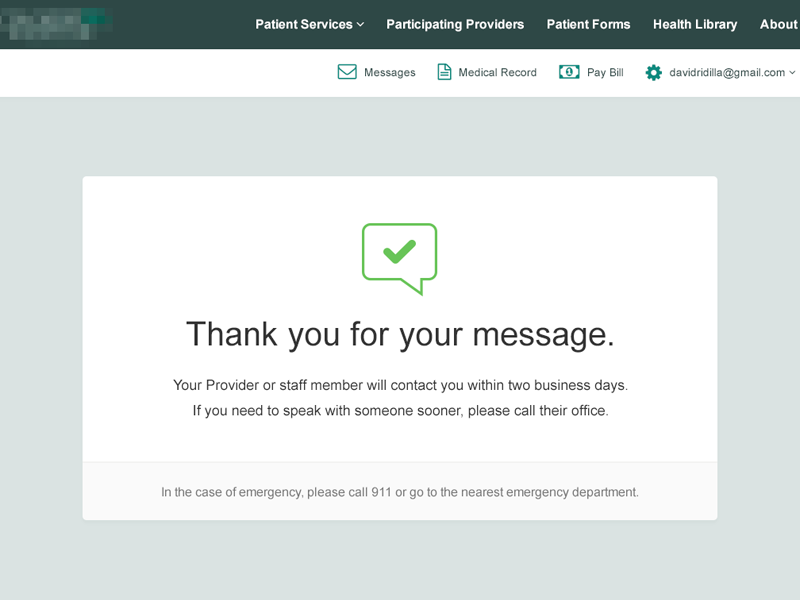 Patient Services Participating Providers Patient Forms Health Library About
Messages Medical Record Pay Bill davidridilla@gmail.com
Thank you for your message.
Your Provider or staff member will contact you within two business days.
If you need to speak with someone sooner, please call their office.
In the case of emergency, please call 911 or go to the nearest emergency department.